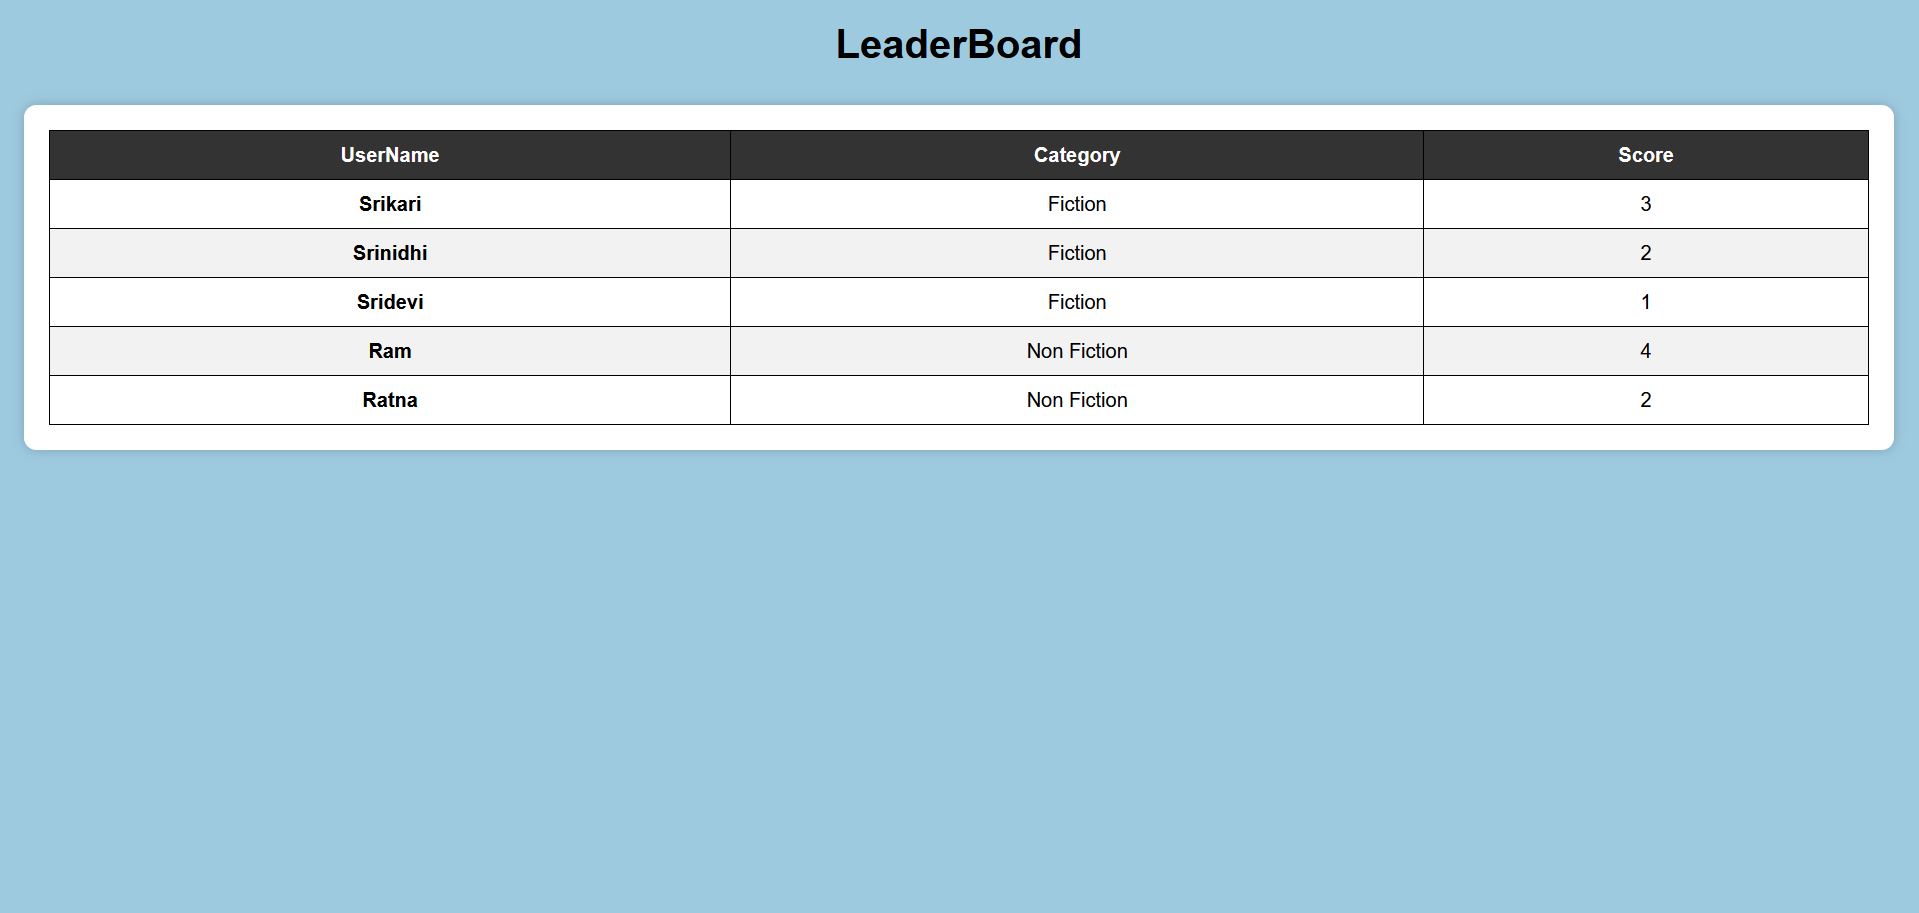 LeaderBoard
UserName Category Score
Srikari Fiction 3
Srinidhi Fiction 2
Sridevi Fiction 1
Ram Non Fiction 4
Ratna Non Fiction 2